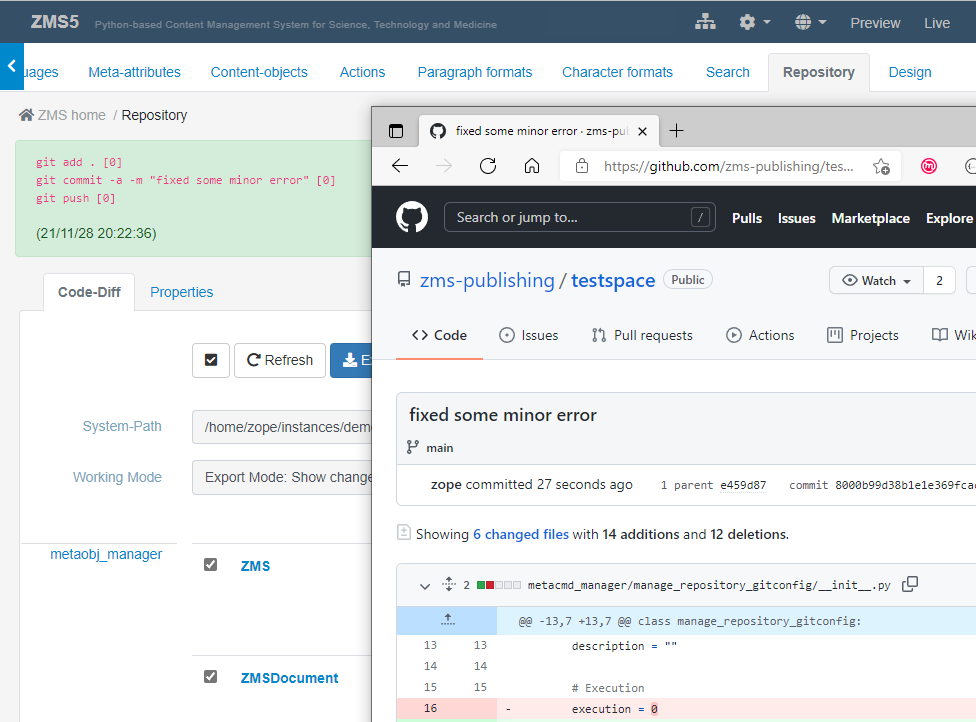 ZMS5 Python-based Content Management System for Science, Technology and Medicine Preview Live
uages Meta-attributes Content-objects Actions Paragraph formats Character formats Search Repository Design
ZMS home / Repository
git add . [0]
git commit -a -m "fixed some minor error" [0]
git push [0]
(21/11/28 20:22:36)
Code-Diff Properties
Refresh E
System-Path /home/zope/instances/dem
Working Mode Export Mode: Show change
metaobj_manager ZMS
ZMSDocument
fixed some minor error · zms-pu
https://github.com/zms-publishing/tes...
Search or jump to... / Pulls Issues Marketplace Explore
zms-publishing / testspace Public Watch 2
Code Issues Pull requests Actions Projects Wik
fixed some minor error
main
zope committed 27 seconds ago 1 parent e459d87 commit 8000b99d38b1e1e369fca
Showing 6 changed files with 14 additions and 12 deletions.
2 metacmd_manager/manage_repository_gitconfig/__init__.py
@@ -13,7 +13,7 @@ class manage_repository_gitconfig:
13 13 description = ""
14 14
15 15 # Execution
16 - execution = 0